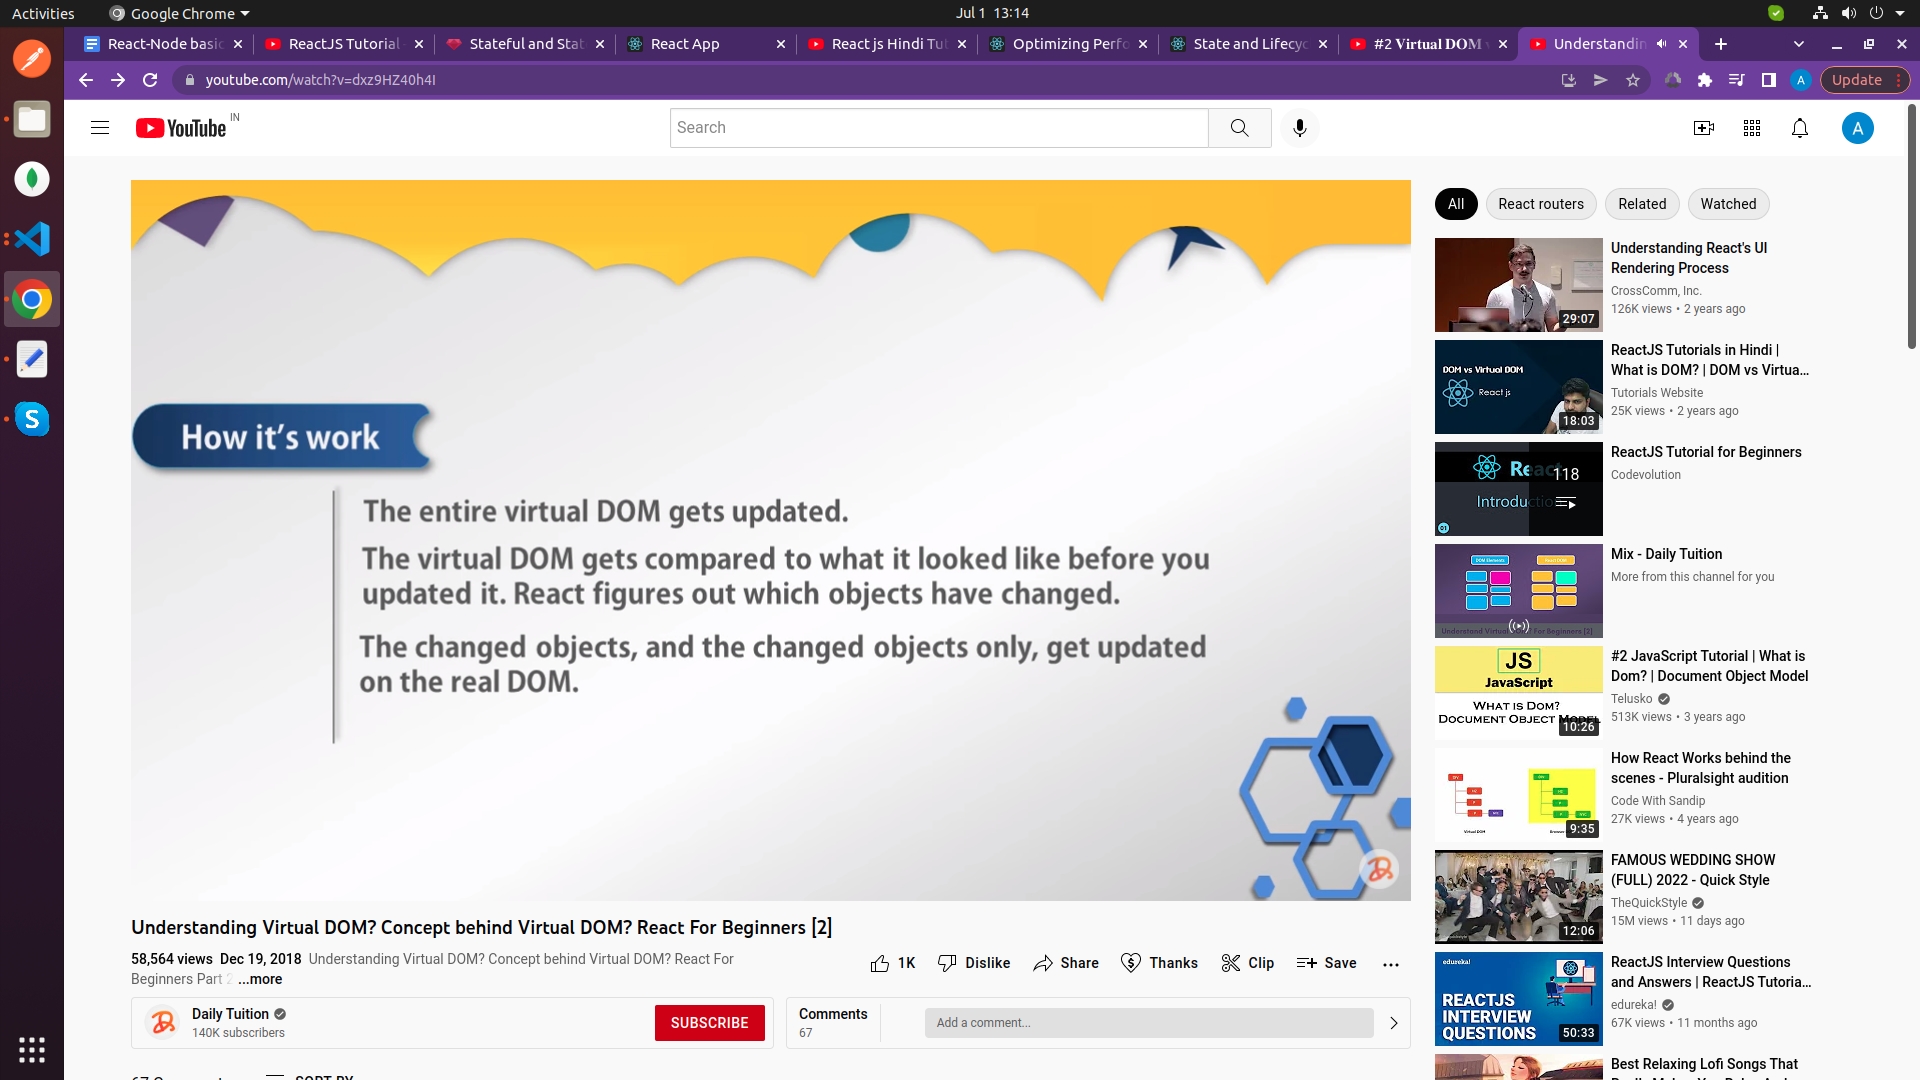 Activities
Google Chrome
Jul 1 13:14
React-Node basic
ReactJS Tutorial
Stateful and Stat
React App
React js Hindi Tut
Optimizing Perfo
State and Lifecyc
#2 Virtual DOM
Understandin
youtube.com/watch?v=dxz9HZ40h4I
A
Update
YouTube
IN
Search
A
How it's work
The entire virtual DOM gets updated.
The virtual DOM gets compared to what it looked like before you
updated it. React figures out which objects have changed.
The changed objects, and the changed objects only, get updated
on the real DOM.
Understanding Virtual DOM? Concept behind Virtual DOM? React For Beginners [2]
58,564 views Dec 19, 2018 Understanding Virtual DOM? Concept behind Virtual DOM? React For
Beginners Part 2 ...more
1K
Dislike
Share
Thanks
Clip
Save
Daily Tuition
140K subscribers
SUBSCRIBE
Comments
67
Add a comment...
67 Comments
SORT BY
All
React routers
Related
Watched
29:07
Understanding React's UI
Rendering Process
CrossComm, Inc.
126K views • 2 years ago
DOM vs Virtual DOM
React js
18:03
ReactJS Tutorials in Hindi |
What is DOM? | DOM vs Virtua...
Tutorials Website
25K views • 2 years ago
React
Introduction
118
01
ReactJS Tutorial for Beginners
Codevolution
DOM Elements
Mix - Daily Tuition
More from this channel for you
JS
JavaScript
What is Dom?
Document Object Model
10:26
#2 JavaScript Tutorial | What is
Dom? | Document Object Model
Telusko
513K views • 3 years ago
Virtual DOM
9:35
How React Works behind the
scenes - Pluralsight audition
Code With Sandip
27K views • 4 years ago
12:06
FAMOUS WEDDING SHOW
(FULL) 2022 - Quick Style
TheQuickStyle
15M views • 11 days ago
edureka!
REACTJS
INTERVIEW
QUESTIONS
50:33
ReactJS Interview Questions
and Answers | ReactJS Tutoria...
edureka!
67K views • 11 months ago
Best Relaxing Lofi Songs That